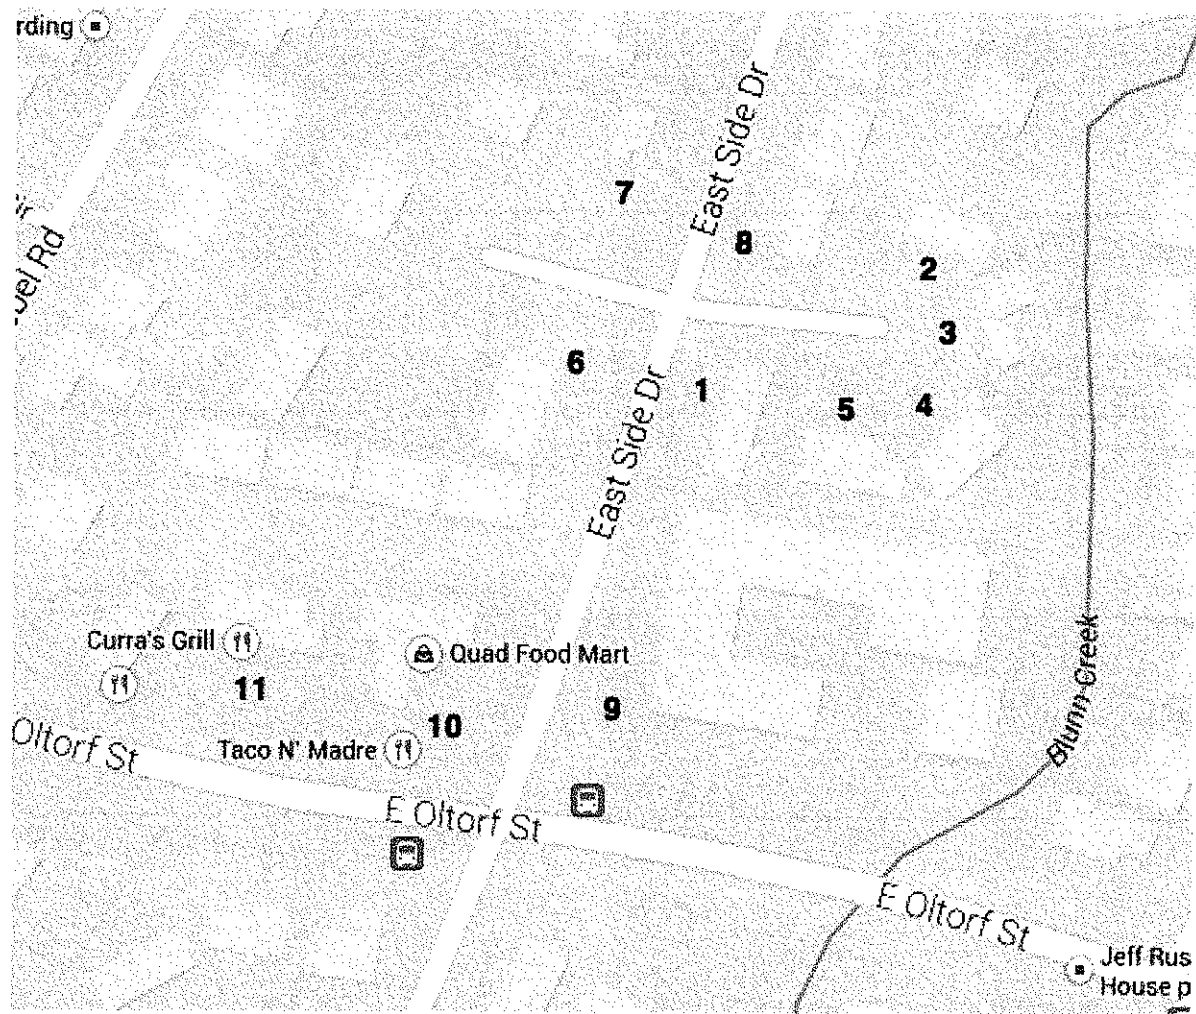 rding
East Side Dr
7
8
2
3
6
1
5
4
East Side Dr
Curra's Grill
Quad Food Mart
11
9
10
Oltorf St
Taco N' Madre
E Oltorf St
Blunn Creek
E Oltorf St
Jeff Rus
House p